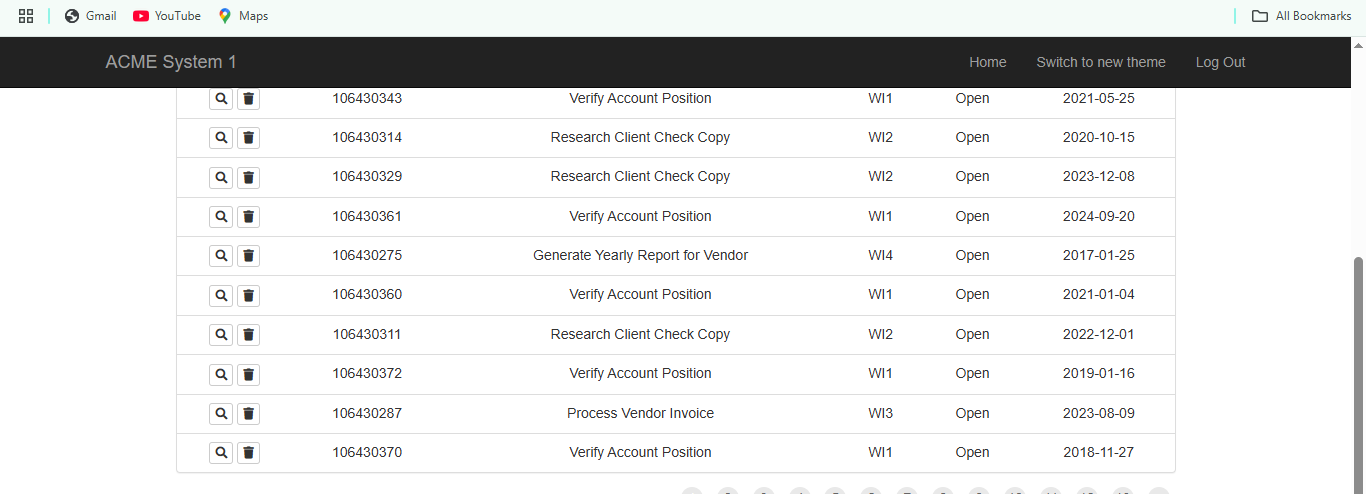 Gmail YouTube Maps All Bookmarks
ACME System 1 Home Switch to new theme Log Out
106430343 Verify Account Position WI1 Open 2021-05-25
106430314 Research Client Check Copy WI2 Open 2020-10-15
106430329 Research Client Check Copy WI2 Open 2023-12-08
106430361 Verify Account Position WI1 Open 2024-09-20
106430275 Generate Yearly Report for Vendor WI4 Open 2017-01-25
106430360 Verify Account Position WI1 Open 2021-01-04
106430311 Research Client Check Copy WI2 Open 2022-12-01
106430372 Verify Account Position WI1 Open 2019-01-16
106430287 Process Vendor Invoice WI3 Open 2023-08-09
106430370 Verify Account Position WI1 Open 2018-11-27